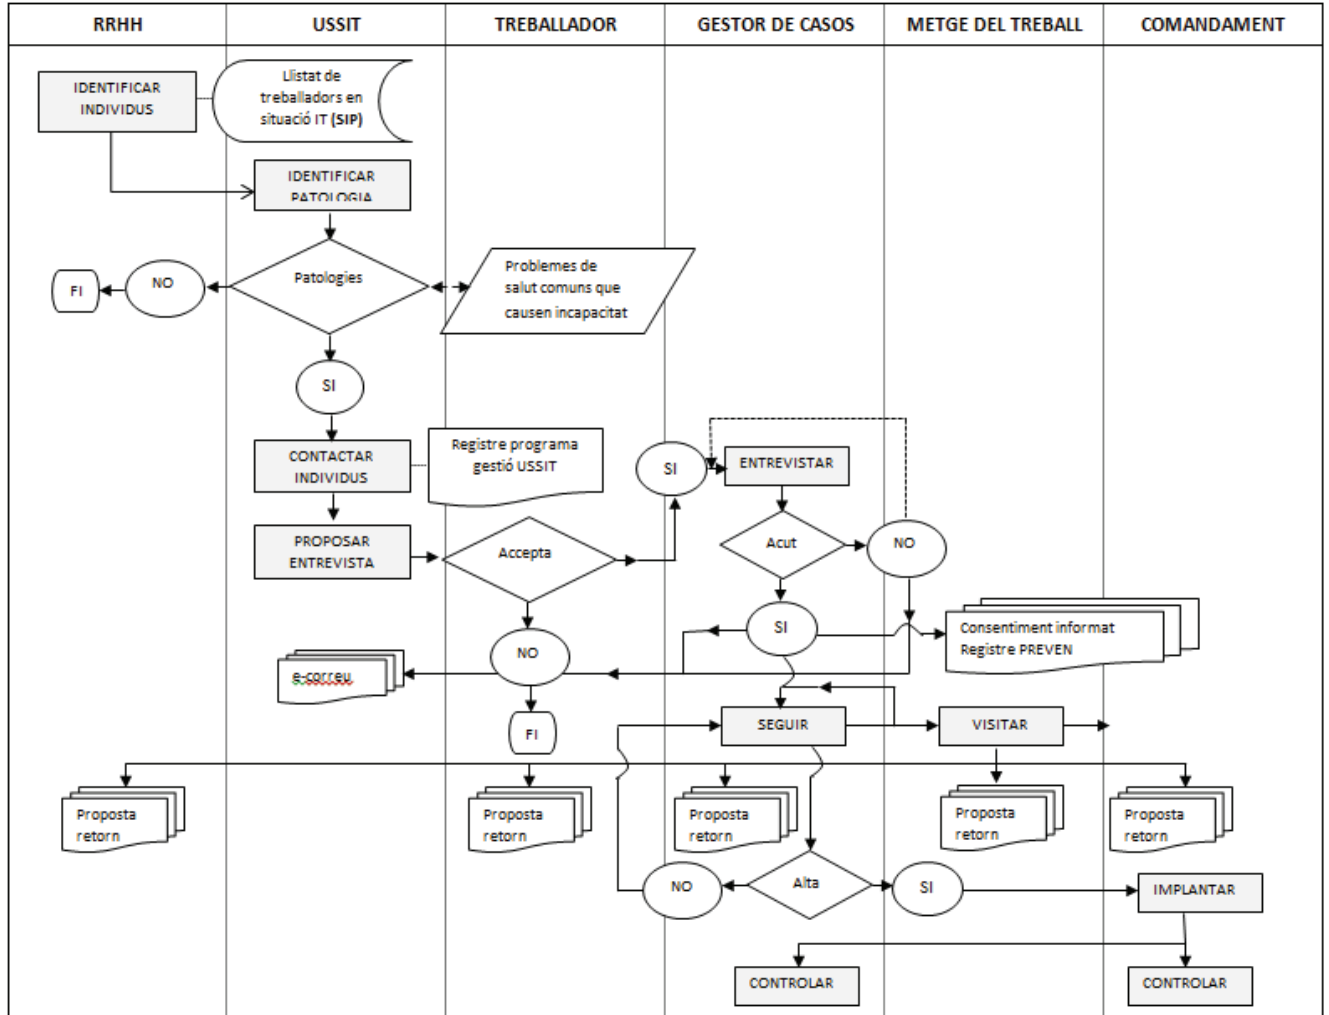 RRHH
USSIT
TREBALLADOR
GESTOR DE CASOS
METGE DEL TREBALL
COMANDAMENT
IDENTIFICAR
INDIVIDUS
Llistat de
treballadors en
situació IT (SIP)
IDENTIFICAR
PATOLOGIA
Patologies
NO
FI
Problemes de
salut comuns que
causen incapacitat
SI
CONTACTAR
INDIVIDUS
Registre programa
gestió USSIT
SI
ENTREVISTAR
PROPOSAR
ENTREVISTA
Accepta
Acut
NO
SI
Consentiment informat
Registre PREVEN
NO
e-correu
FI
SEGUIR
VISITAR
Proposta
retorn
Proposta
retorn
Proposta
retorn
Proposta
retorn
Proposta
retorn
NO
Alta
SI
IMPLANTAR
CONTROLAR
CONTROLAR